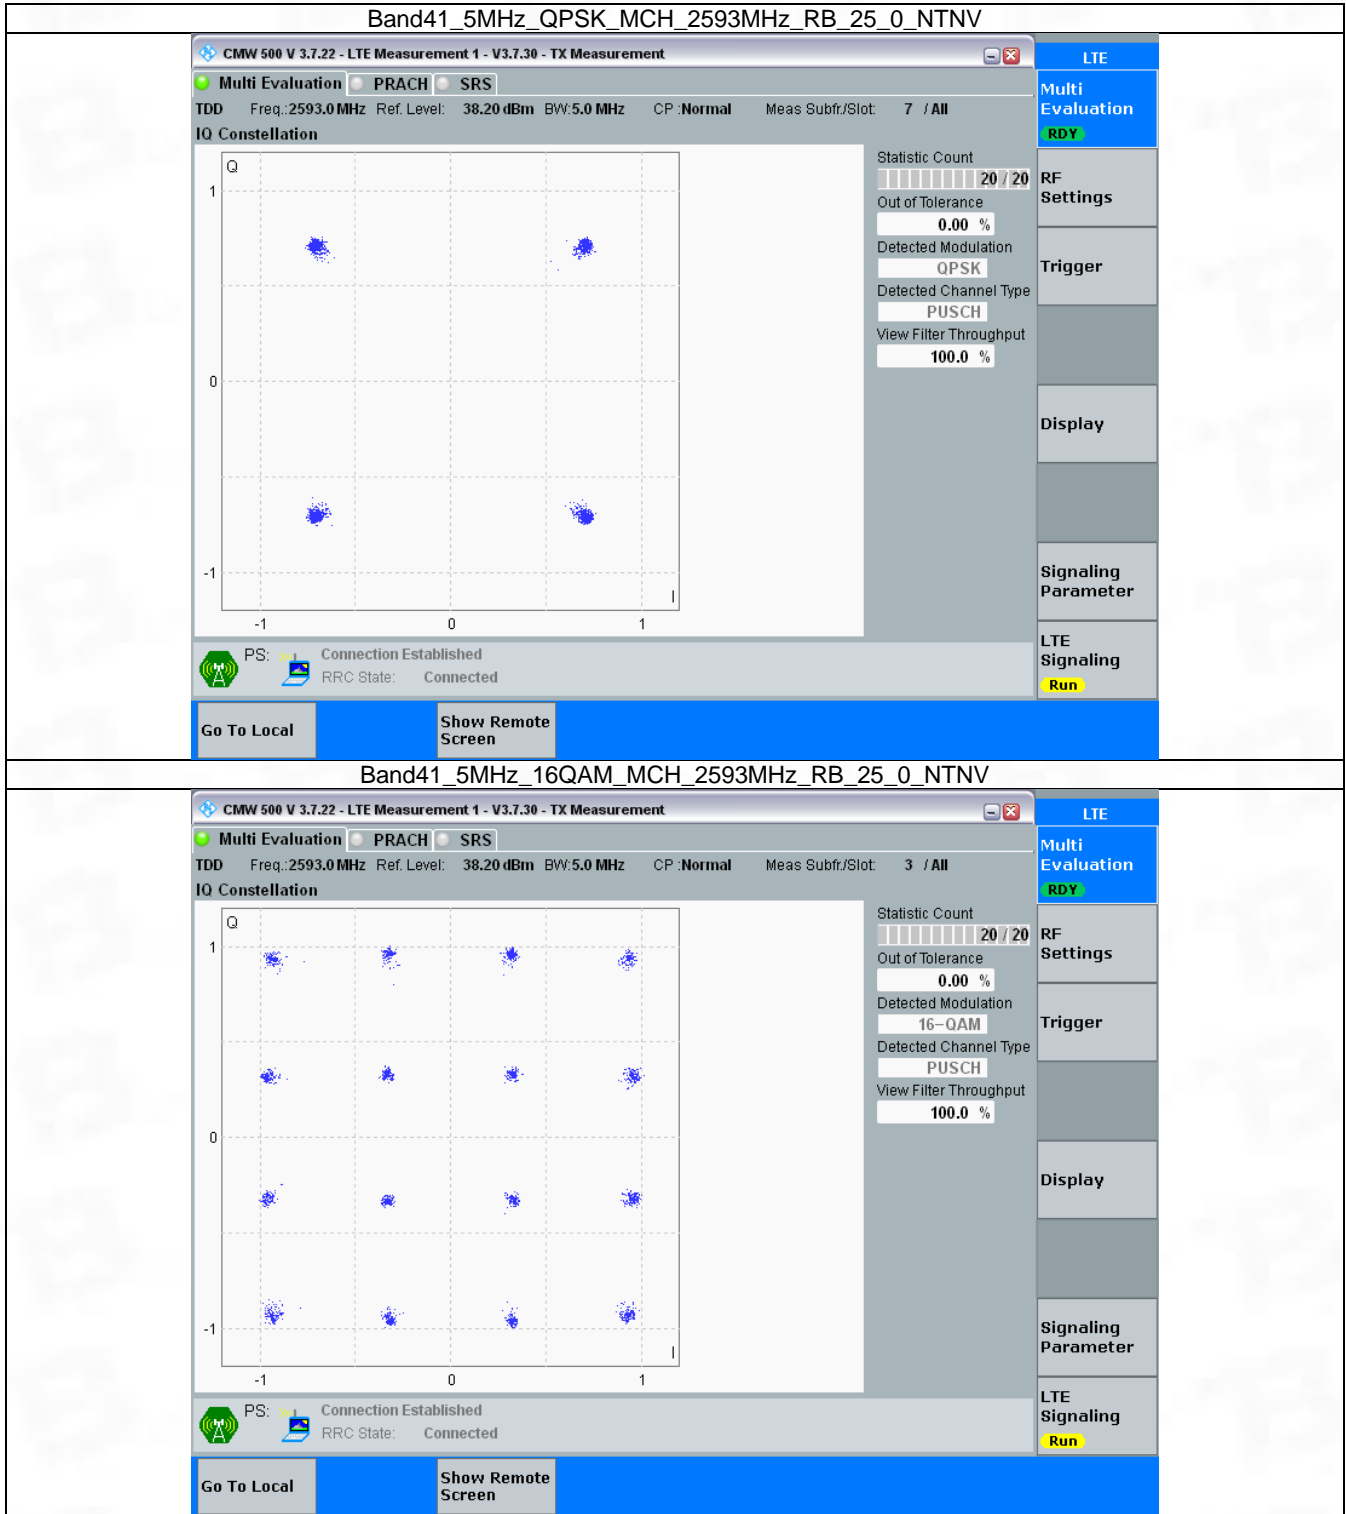 Band41_5MHz_QPSK_MCH_2593MHz_RB_25_0_NTNV
CMW 500 V 3.7.22 - LTE Measurement 1 - V3.7.30 - TX Measurement
LTE
Multi Evaluation PRACH SRS
Multi
Evaluation
RDY
TDD Freq.:2593.0 MHz Ref. Level: 38.20 dBm BW:5.0 MHz CP :Normal Meas Subfr./Slot: 7 / All
IQ Constellation
Q
1
0
-1
I
-1 0 1
Statistic Count
20 / 20
Out of Tolerance
0.00 %
Detected Modulation
QPSK
Detected Channel Type
PUSCH
View Filter Throughput
100.0 %
RF
Settings
Trigger
Display
Signaling
Parameter
LTE
Signaling
Run
PS: Connection Established
RRC State: Connected
Go To Local
Show Remote
Screen
Band41_5MHz_16QAM_MCH_2593MHz_RB_25_0_NTNV
CMW 500 V 3.7.22 - LTE Measurement 1 - V3.7.30 - TX Measurement
LTE
Multi Evaluation PRACH SRS
Multi
Evaluation
RDY
TDD Freq.:2593.0 MHz Ref. Level: 38.20 dBm BW:5.0 MHz CP :Normal Meas Subfr./Slot: 3 / All
IQ Constellation
Q
1
0
-1
I
-1 0 1
Statistic Count
20 / 20
Out of Tolerance
0.00 %
Detected Modulation
16-QAM
Detected Channel Type
PUSCH
View Filter Throughput
100.0 %
RF
Settings
Trigger
Display
Signaling
Parameter
LTE
Signaling
Run
PS: Connection Established
RRC State: Connected
Go To Local
Show Remote
Screen